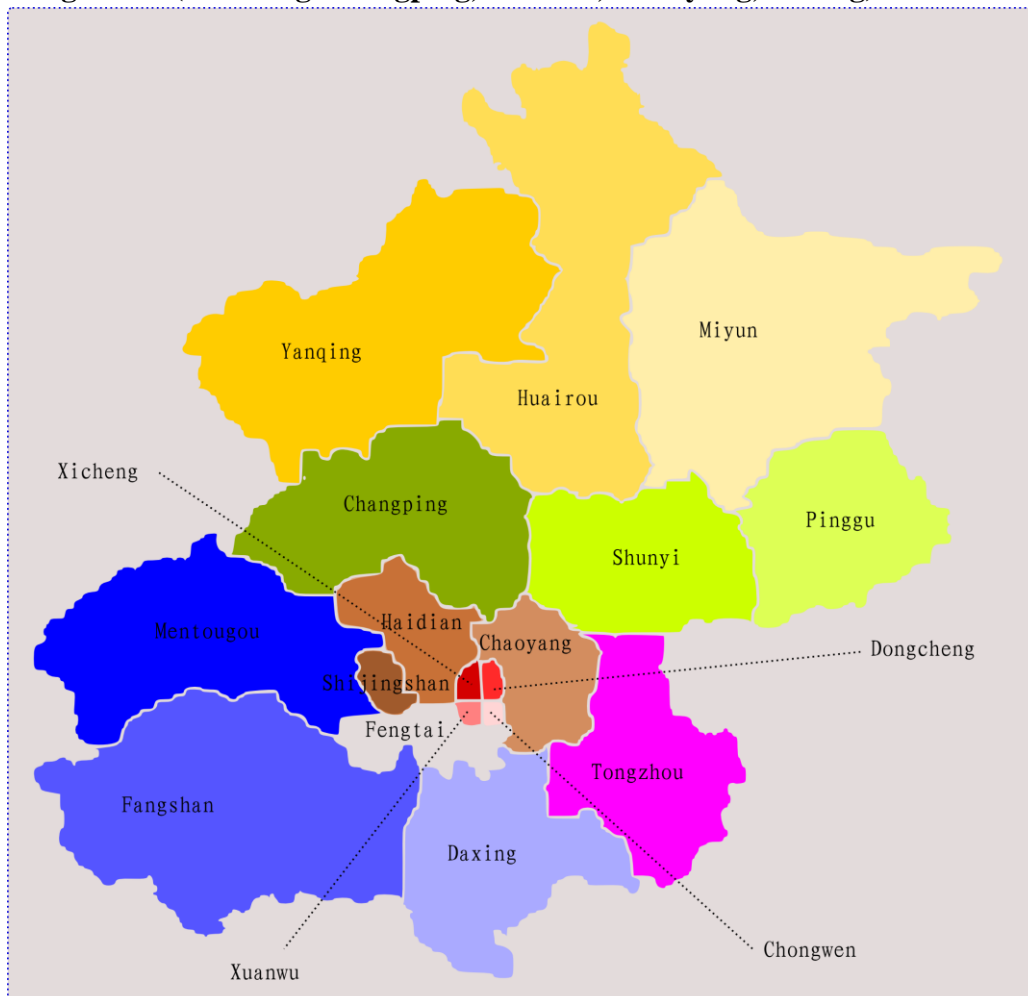 Miyun
Yanqing
Huairou
Xicheng
Changping
Pinggu
Shunyi
Haidian
Mentougou
Chaoyang
Dongcheng
Shijingshan
Fengtai
Tongzhou
Fangshan
Daxing
Chongwen
Xuanwu